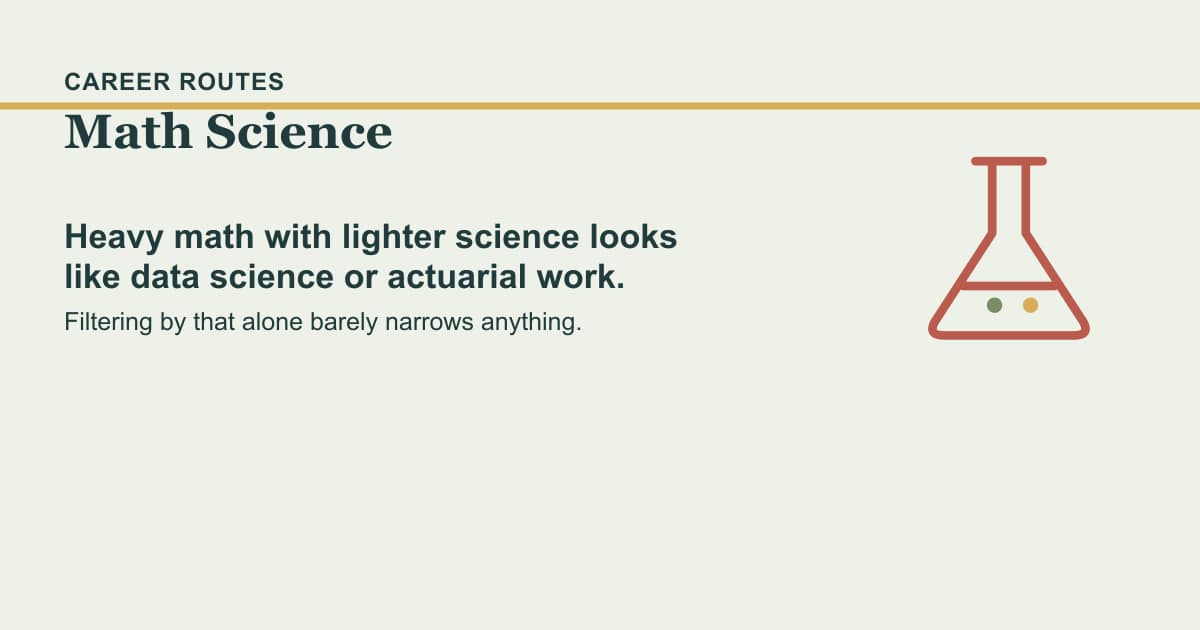 CAREER ROUTES
Math Science
Heavy math with lighter science looks
like data science or actuarial work.
Filtering by that alone barely narrows anything.